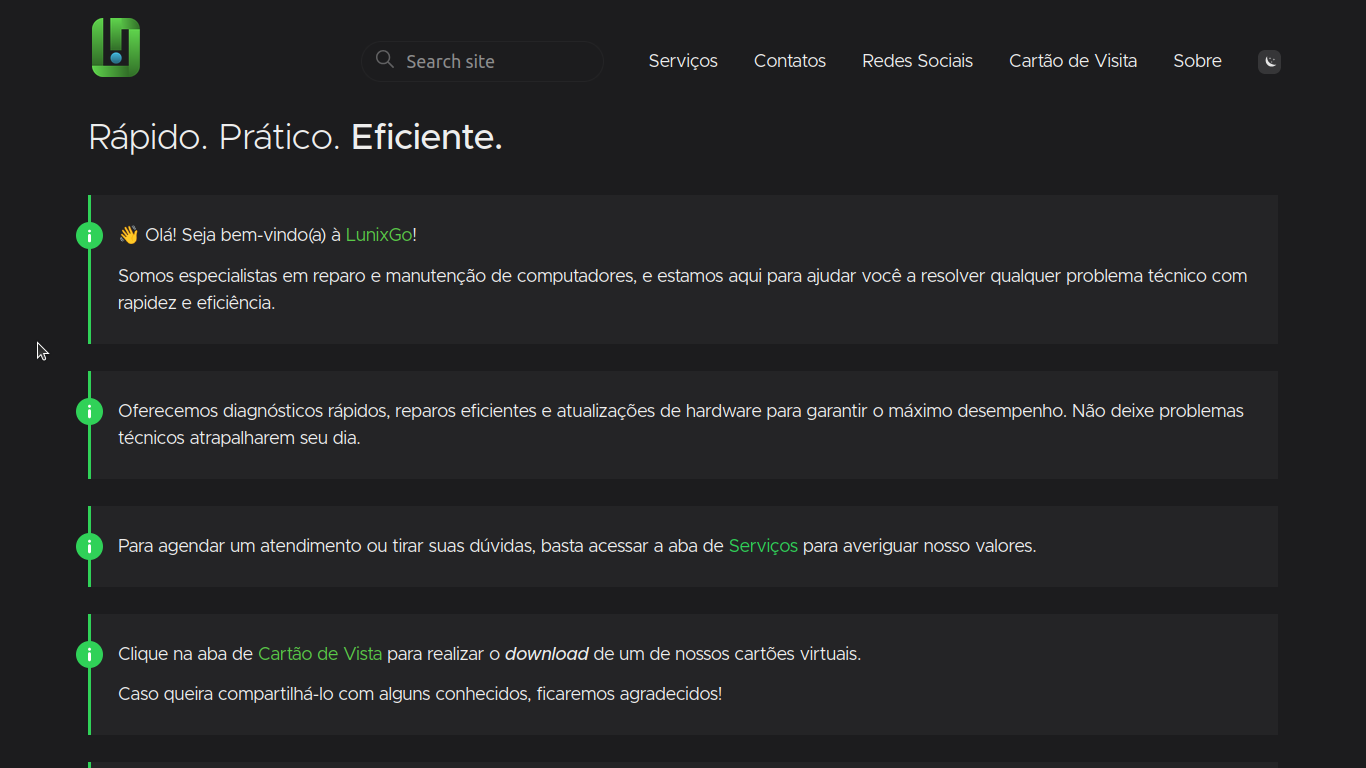 Search site
Serviços
Contatos
Redes Sociais
Cartão de Visita
Sobre
Rápido. Prático. Eficiente.
👋 Olá! Seja bem-vindo(a) à LunixGo!
Somos especialistas em reparo e manutenção de computadores, e estamos aqui para ajudar você a resolver qualquer problema técnico com
rapidez e eficiência.
Oferecemos diagnósticos rápidos, reparos eficientes e atualizações de hardware para garantir o máximo desempenho. Não deixe problemas
técnicos atrapalharem seu dia.
Para agendar um atendimento ou tirar suas dúvidas, basta acessar a aba de Serviços para averiguar nosso valores.
Clique na aba de Cartão de Vista para realizar o download de um de nossos cartões virtuais.
Caso queira compartilhá-lo com alguns conhecidos, ficaremos agradecidos!